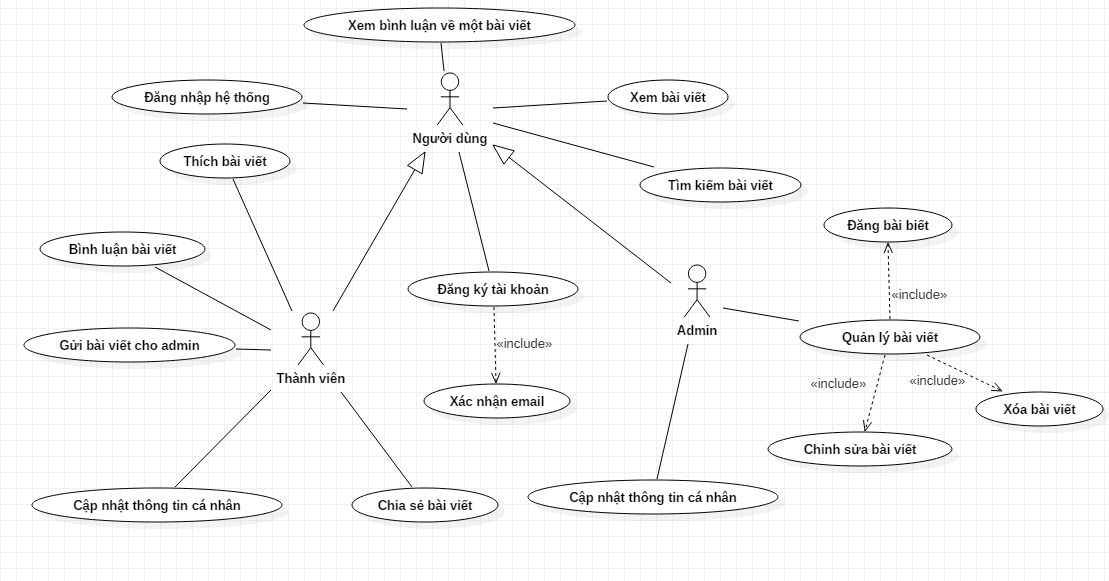 Xem bình luận về một bài viết
Đăng nhập hệ thống
Xem bài viết
Người dùng
Thích bài viết
Tìm kiếm bài viết
Đăng bài biết
Bình luận bài viết
Đăng ký tài khoản
«include»
Admin
Quản lý bài viết
Gửi bài viết cho admin
«include»
Thành viên
«include»
«include»
Xác nhận email
Xóa bài viết
Chỉnh sửa bài viết
Cập nhật thông tin cá nhân
Cập nhật thông tin cá nhân
Chia sẻ bài viết